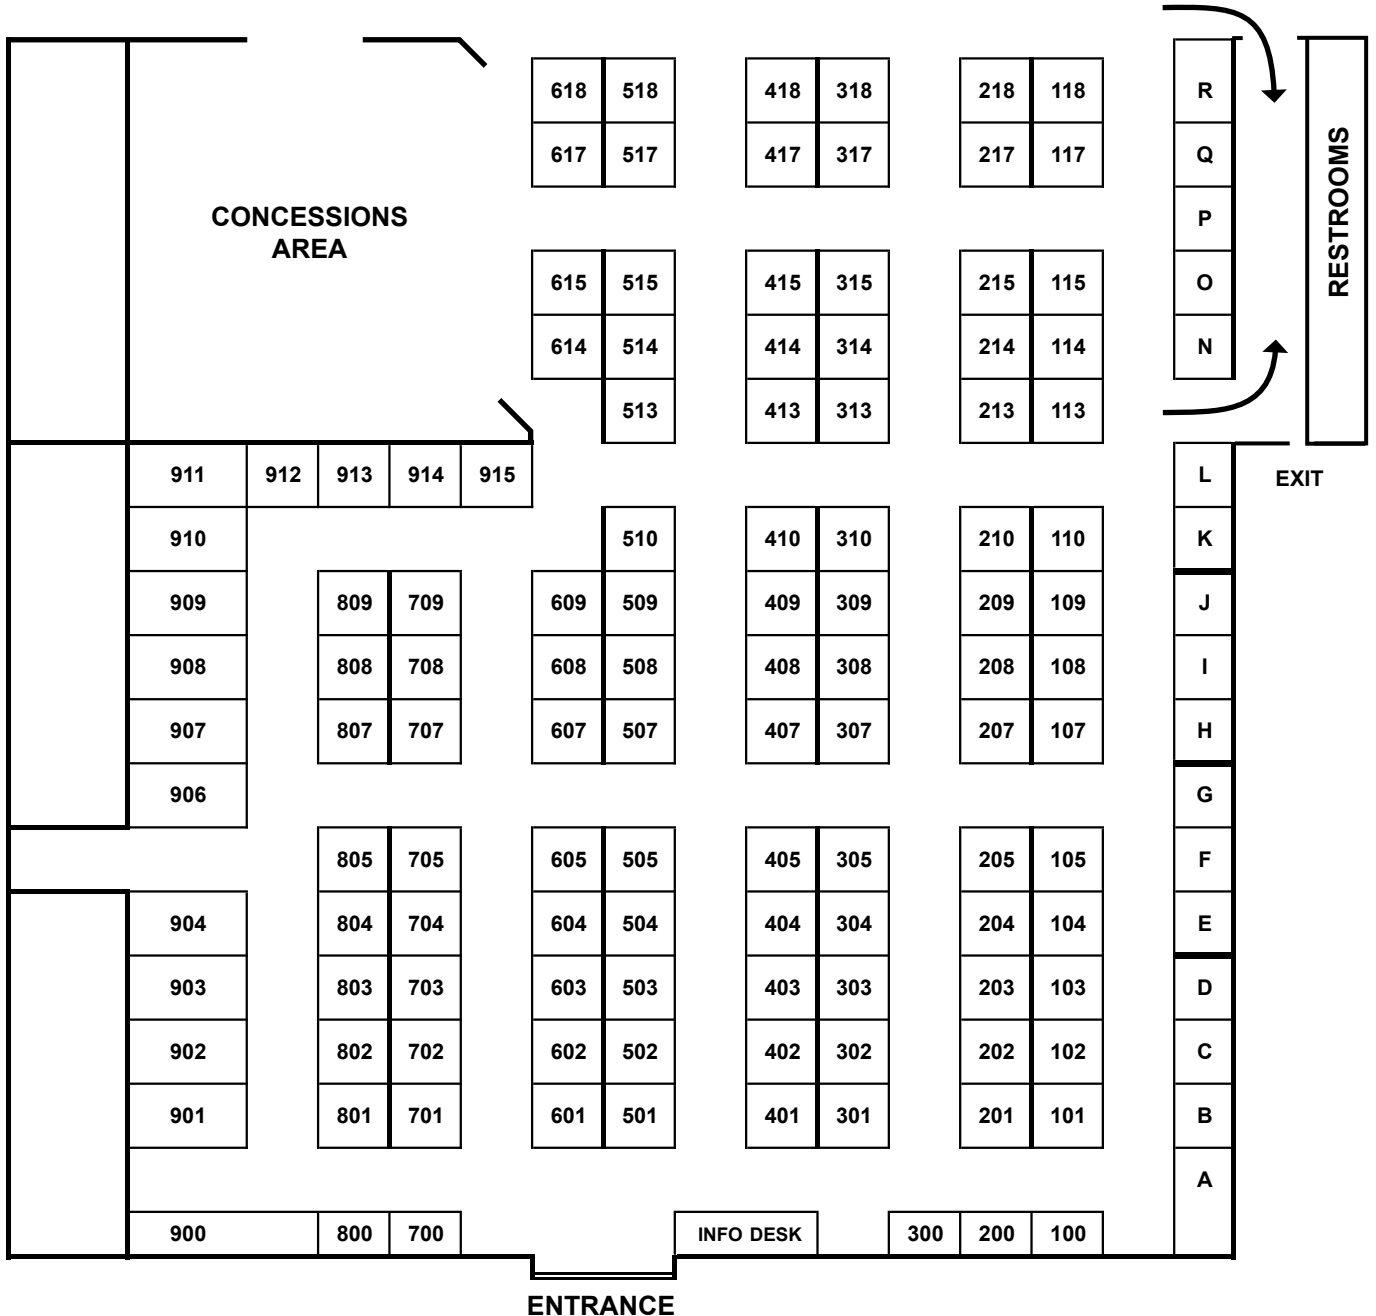 618 518 418 318 218 118 R
617 517 417 317 217 117 Q
CONCESSIONS
AREA
P
RESTROOMS
615 515 415 315 215 115 O
614 514 414 314 214 114 N
513 413 313 213 113
911 912 913 914 915 L
EXIT
910 510 410 310 210 110 K
909 809 709 609 509 409 309 209 109 J
908 808 708 608 508 408 308 208 108 I
907 807 707 607 507 407 307 207 107 H
906 G
805 705 605 505 405 305 205 105 F
904 804 704 604 504 404 304 204 104 E
903 803 703 603 503 403 303 203 103 D
902 802 702 602 502 402 302 202 102 C
901 801 701 601 501 401 301 201 101 B
A
900 800 700 INFO DESK 300 200 100
ENTRANCE